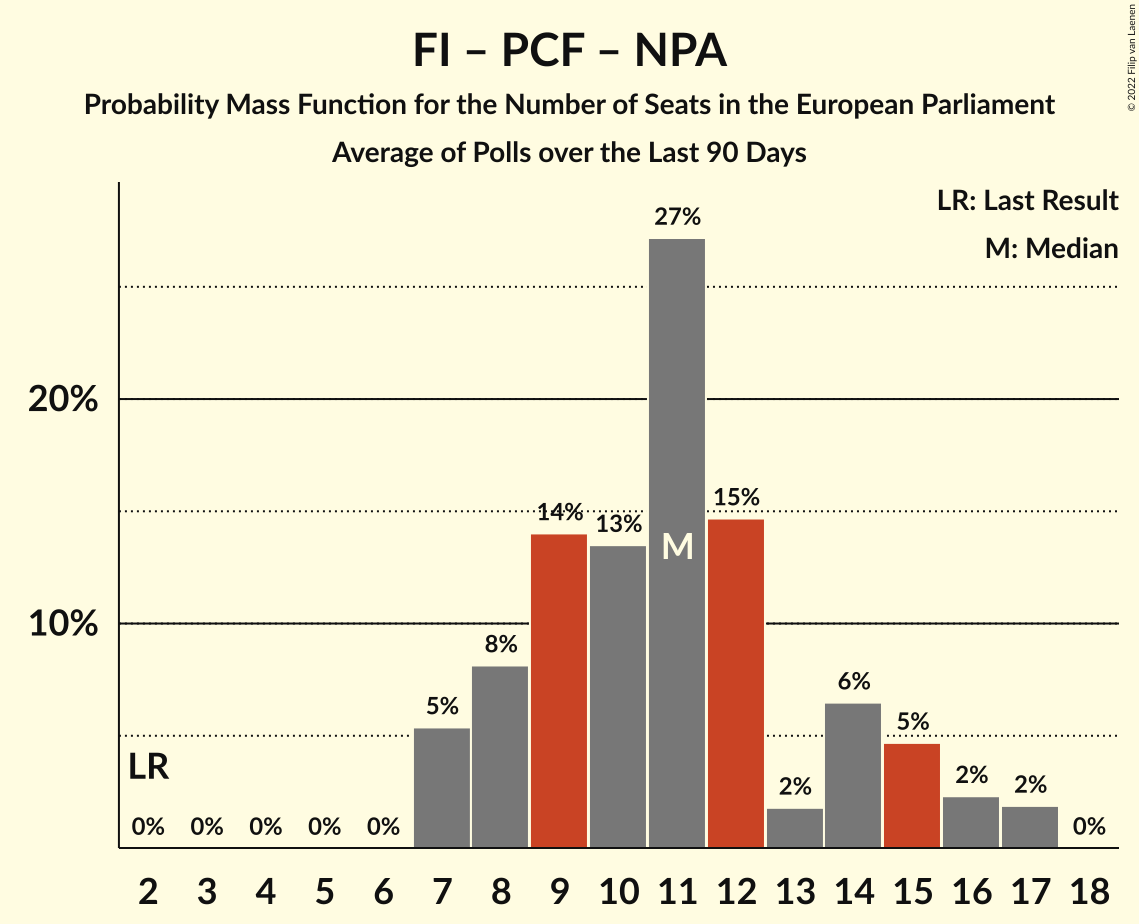 FI – PCF – NPA
Probability Mass Function for the Number of Seats in the European Parliament
Average of Polls over the Last 90 Days
© 2022 Filip van Laenen
LR: Last Result
M: Median
27%
20%
14%
13%
15%
M
10%
8%
5%
6%
5%
LR
2%
2%
2%
0%
0%
0%
0%
0%
0%
2 3 4 5 6 7 8 9 10 11 12 13 14 15 16 17 18